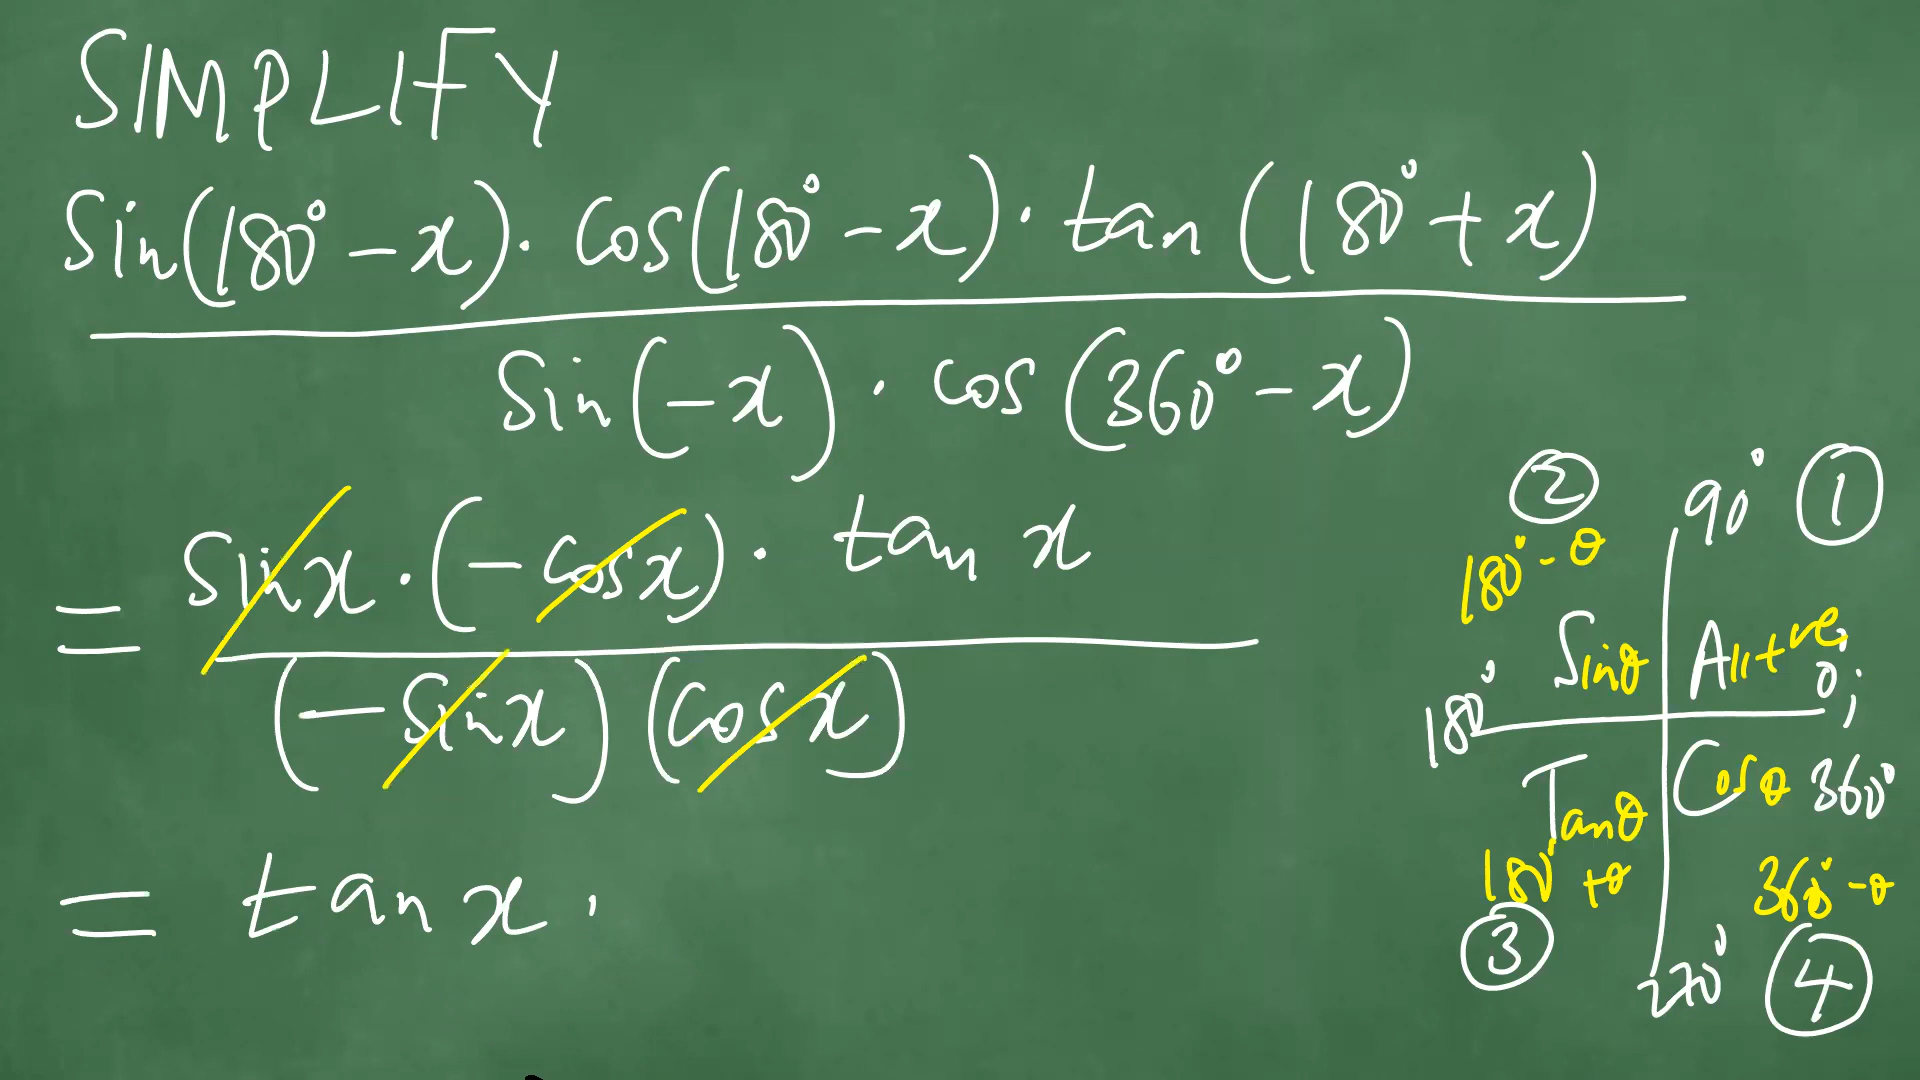 SIMPLIFY
Sin(180° - x) · Cos(180° - x) · tan (180° + x)
Sin(-x) · Cos (360° - x)
= Sinx · (-Cosx) · tan x
(-Sinx) (Cosx)
= tan x .
② 90° ①
180° - θ
Sinθ All +ve
180° 0°;
Tanθ Cosθ 360°
180° + θ 360° - θ
③ 270° ④